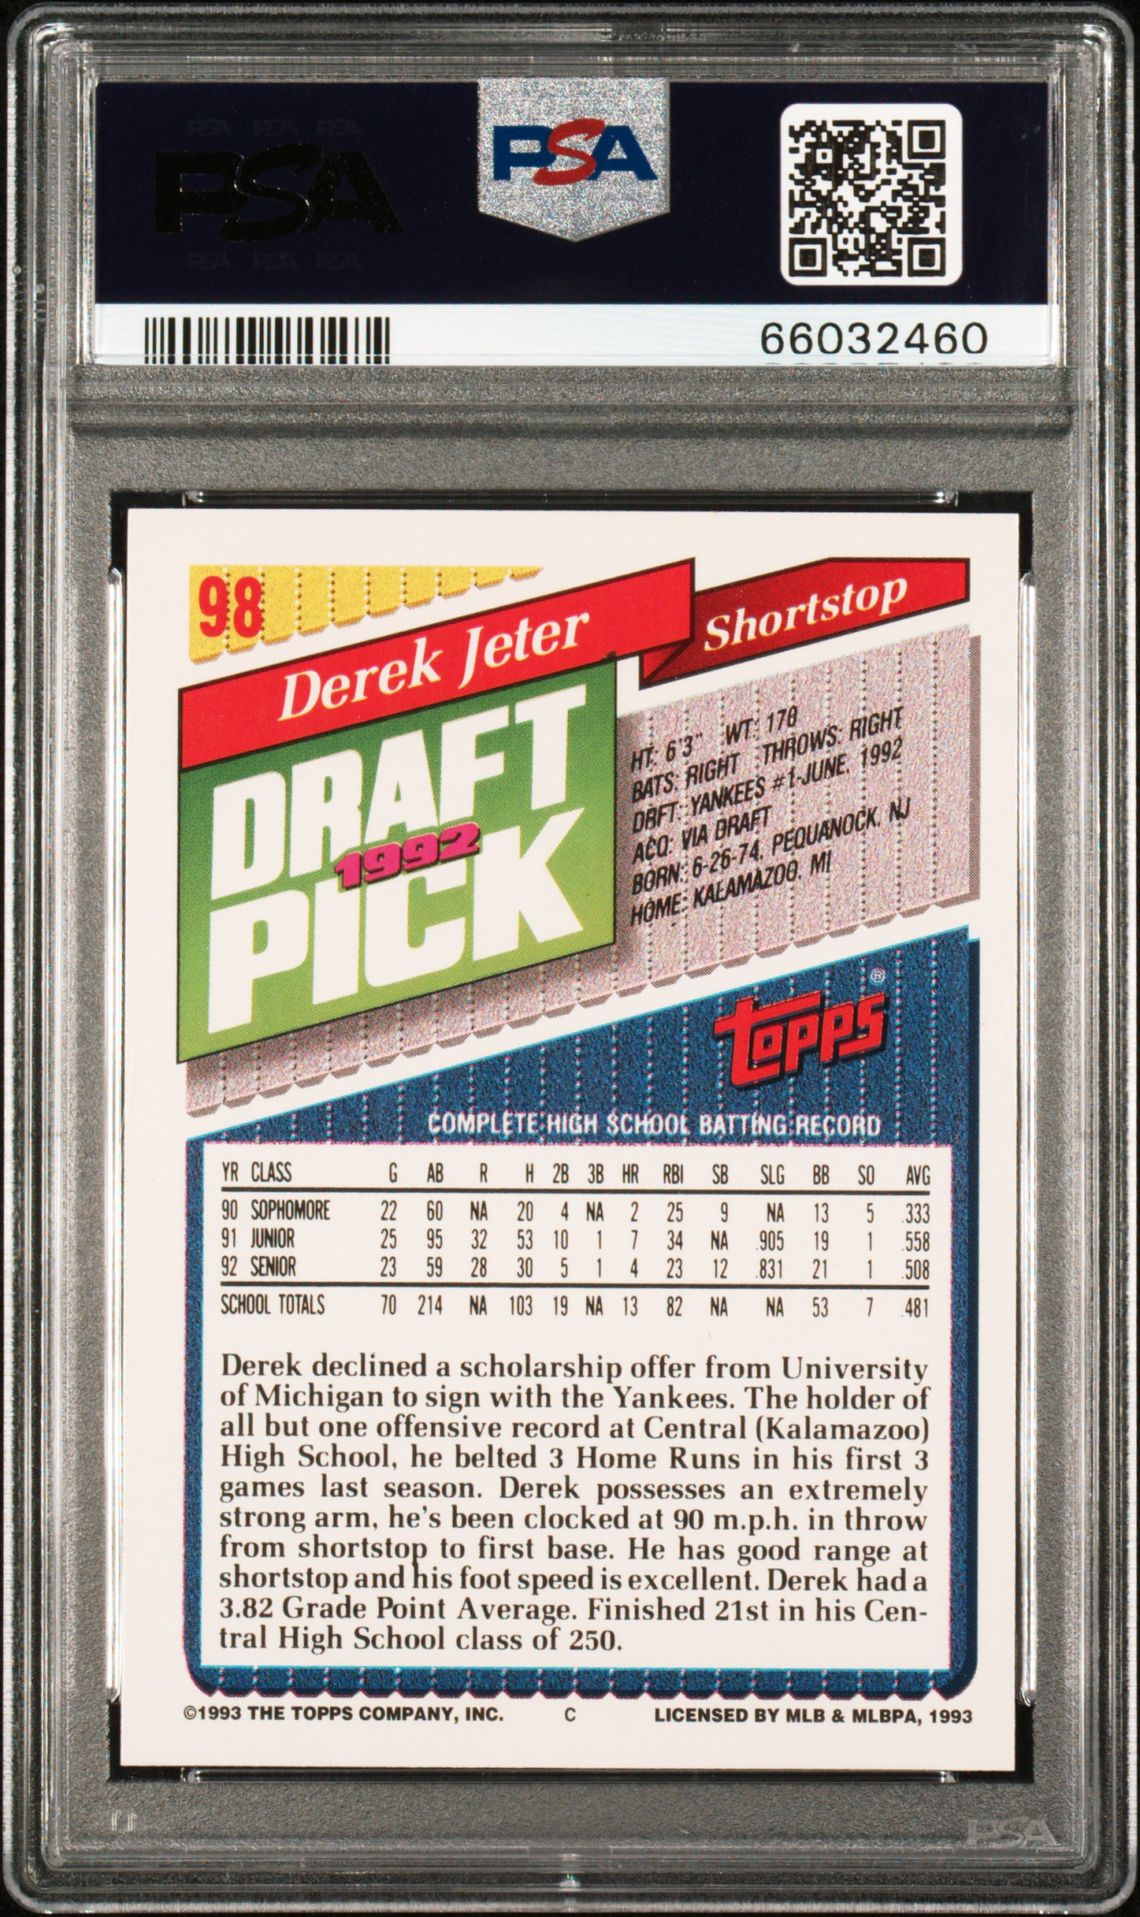 PSA
PSA
66032460
98
Derek Jeter
Shortstop
DRAFT
1992
PICK
HT: 6'3" WT: 178
BATS: RIGHT THROWS: RIGHT
DRFT: YANKEES #1-JUNE, 1992
ACQ: VIA DRAFT
BORN: 6-26-74, PEQUANOCK, NJ
HOME: KALAMAZOO, MI
Topps®
COMPLETE HIGH SCHOOL BATTING RECORD
YR CLASS G AB R H 2B 3B HR RBI SB SLG BB SO AVG
90 SOPHOMORE 22 60 NA 20 4 NA 2 25 9 NA 13 5 .333
91 JUNIOR 25 95 32 53 10 1 7 34 NA .905 19 1 .558
92 SENIOR 23 59 28 30 5 1 4 23 12 .831 21 1 .508
SCHOOL TOTALS 70 214 NA 103 19 NA 13 82 NA NA 53 7 .481
Derek declined a scholarship offer from University
of Michigan to sign with the Yankees. The holder of
all but one offensive record at Central (Kalamazoo)
High School, he belted 3 Home Runs in his first 3
games last season. Derek possesses an extremely
strong arm, he's been clocked at 90 m.p.h. in throw
from shortstop to first base. He has good range at
shortstop and his foot speed is excellent. Derek had a
3.82 Grade Point Average. Finished 21st in his Cen-
tral High School class of 250.
©1993 THE TOPPS COMPANY, INC. C LICENSED BY MLB & MLBPA, 1993
PSA